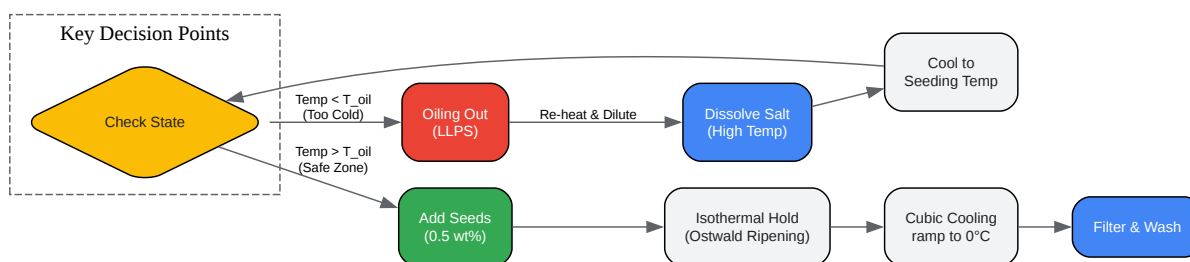 Key Decision Points
Check State
Temp < T_oil
(Too Cold)
Oiling Out
(LLPS)
Re-heat & Dilute
Dissolve Salt
(High Temp)
Cool to
Seeding Temp
Temp > T_oil
(Safe Zone)
Add Seeds
(0.5 wt%)
Isothermal Hold
(Ostwald Ripening)
Cubic Cooling
ramp to 0°C
Filter & Wash